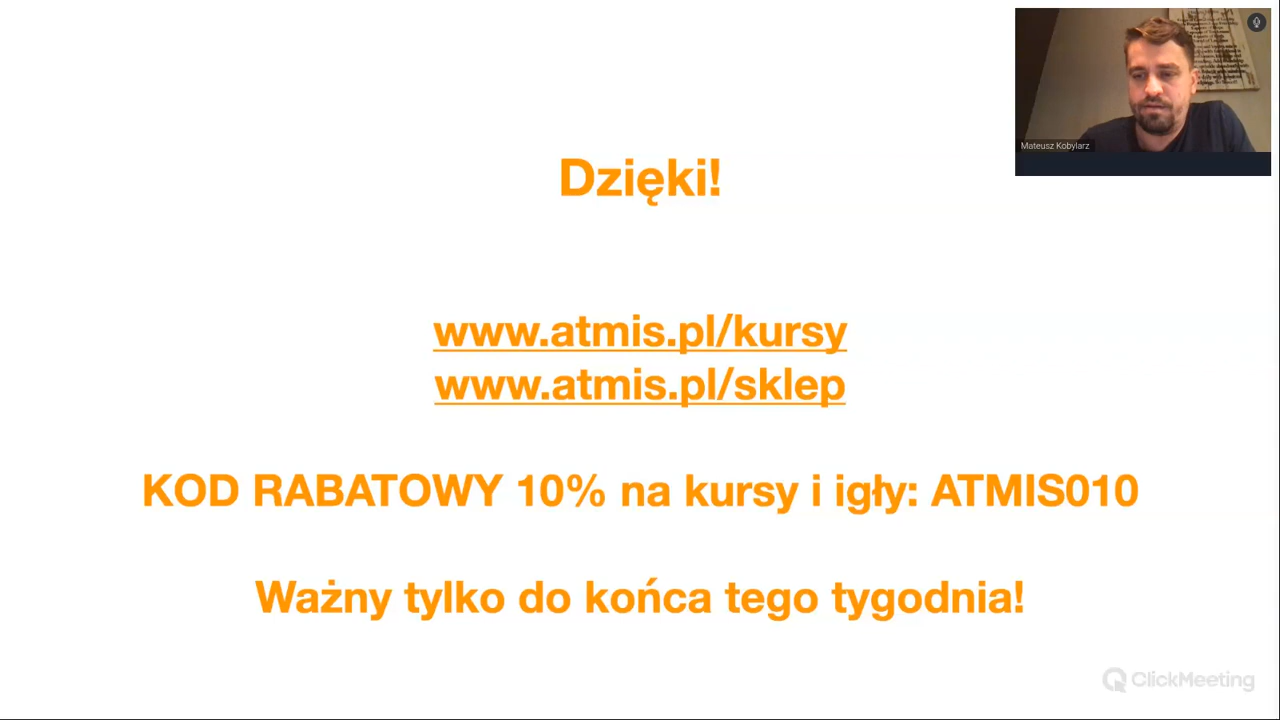 Mateusz Kobylarz
Dzięki!
www.atmis.pl/kursy
www.atmis.pl/sklep
KOD RABATOWY 10% na kursy i igły: ATMIS010
Ważny tylko do końca tego tygodnia!
ClickMeeting